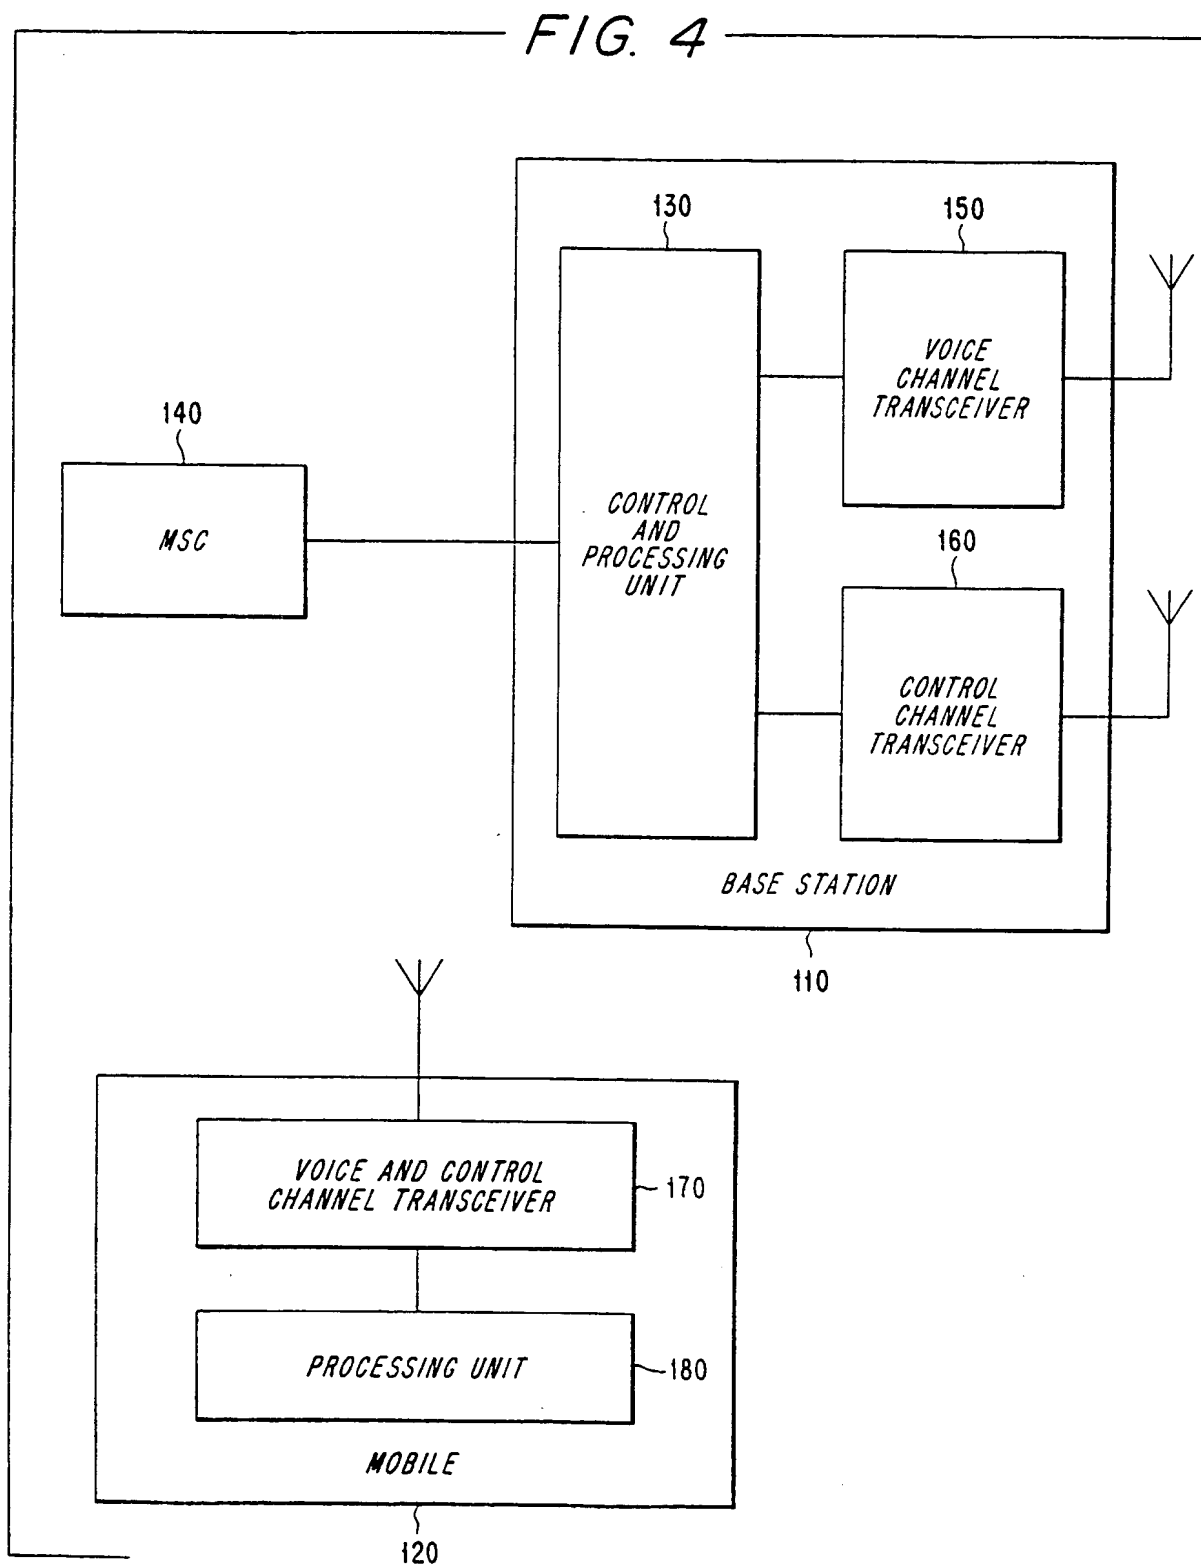 FIG. 4
130
150
VOICE
CHANNEL
TRANSCEIVER
140
MSC
CONTROL
AND
PROCESSING
UNIT
160
CONTROL
CHANNEL
TRANSCEIVER
BASE STATION
110
VOICE AND CONTROL
CHANNEL TRANSCEIVER
170
PROCESSING UNIT
180
MOBILE
120